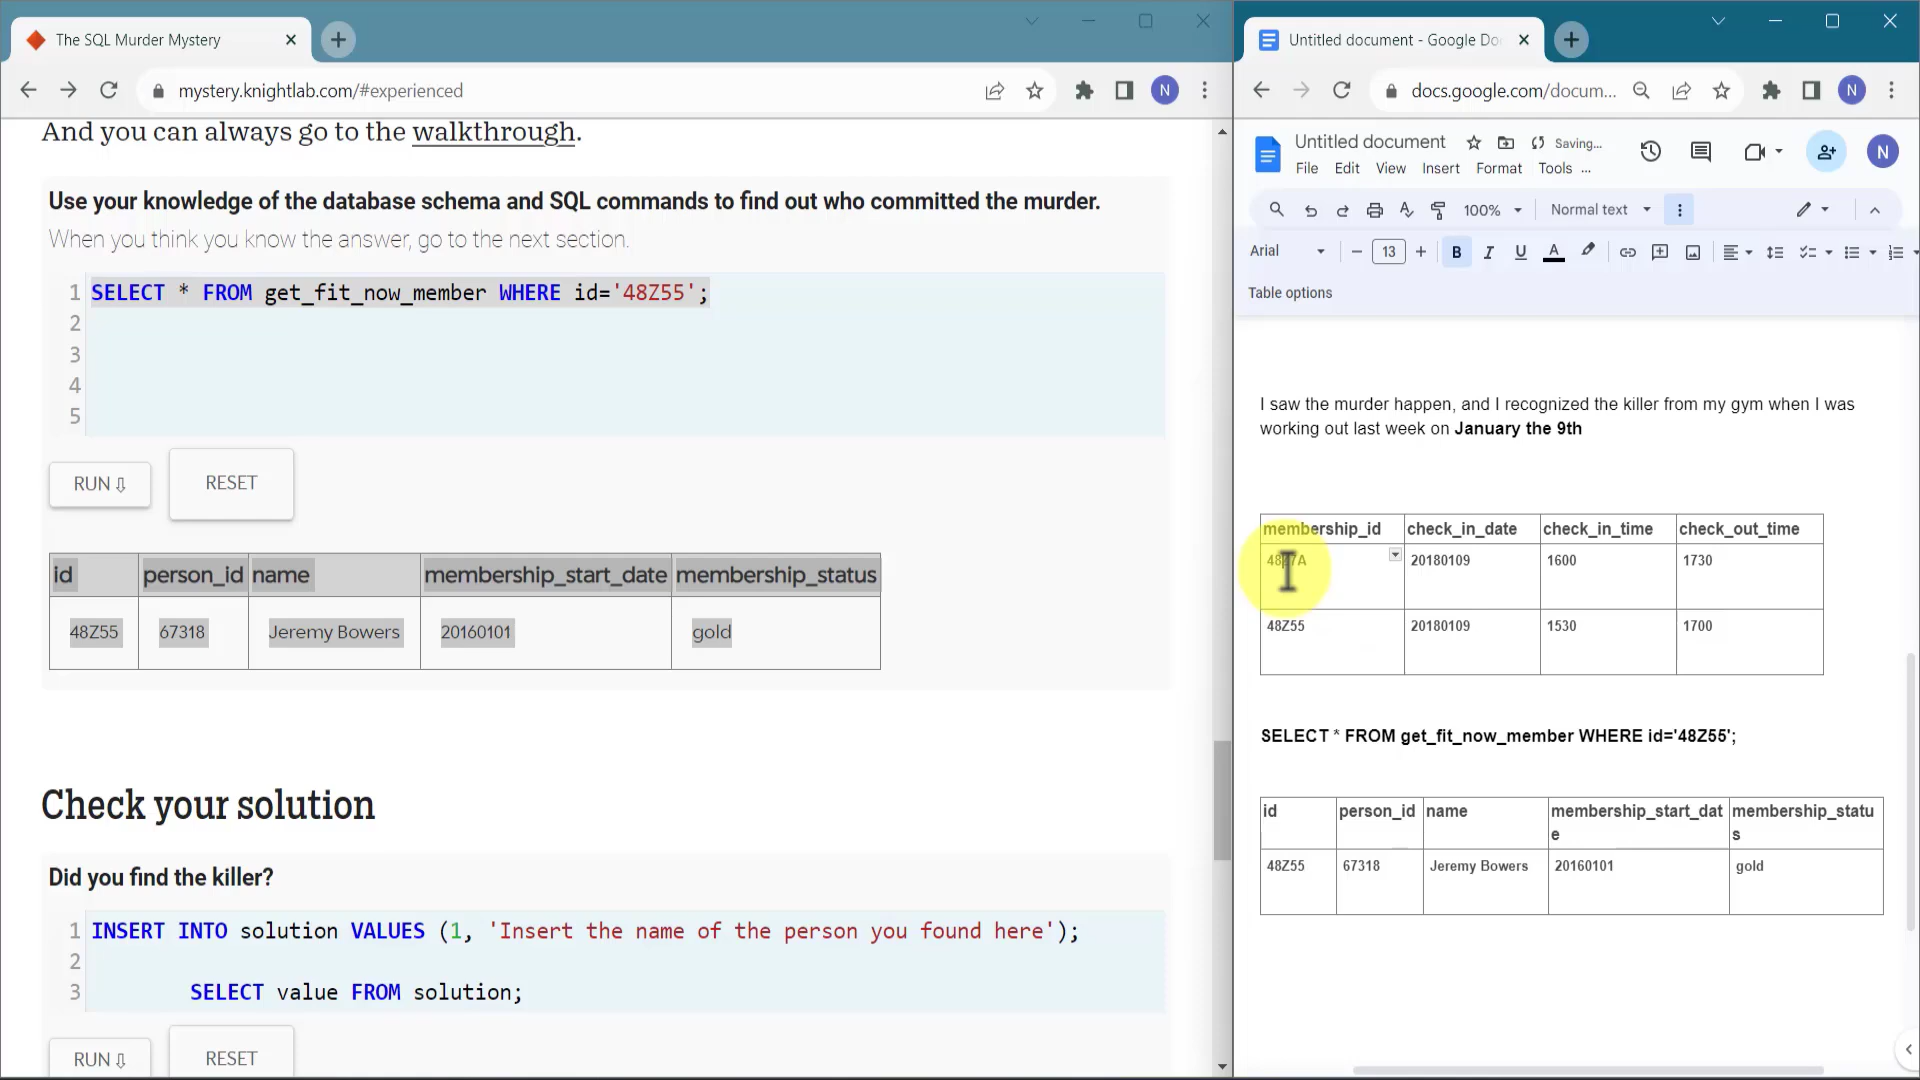 The SQL Murder Mystery
mystery.knightlab.com/#experienced
N
And you can always go to the walkthrough.
Use your knowledge of the database schema and SQL commands to find out who committed the murder.
When you think you know the answer, go to the next section.
1 SELECT * FROM get_fit_now_member WHERE id='48Z55';
2
3
4
5
RUN ⇩ RESET
id person_id name membership_start_date membership_status
48Z55 67318 Jeremy Bowers 20160101 gold
Check your solution
Did you find the killer?
1 INSERT INTO solution VALUES (1, 'Insert the name of the person you found here');
2
3 SELECT value FROM solution;
RUN ⇩ RESET
Untitled document - Google Do
docs.google.com/docum...
N
Untitled document Saving...
N
File Edit View Insert Format Tools ...
100% Normal text
Arial 13 B I U A
Table options
I saw the murder happen, and I recognized the killer from my gym when I was
working out last week on January the 9th
membership_id check_in_date check_in_time check_out_time
20180109 1600 1730
48Z55 20180109 1530 1700
SELECT * FROM get_fit_now_member WHERE id='48Z55';
id person_id name membership_start_dat membership_statu
e s
48Z55 67318 Jeremy Bowers 20160101 gold